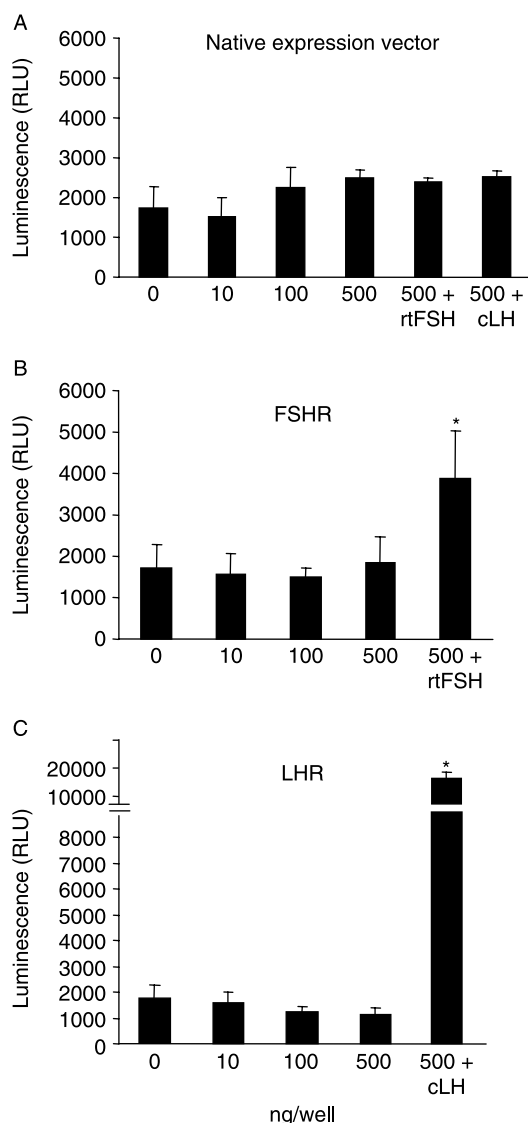 A
Native expression vector
Luminescence (RLU)
6000
5000
4000
3000
2000
1000
0
0 10 100 500 500 + 500 +
rtFSH cLH
B
FSHR
Luminescence (RLU)
6000
5000
4000
3000
2000
1000
0
*
0 10 100 500 500 +
rtFSH
C
LHR
Luminescence (RLU)
20000
10000
8000
7000
6000
5000
4000
3000
2000
1000
0
*
0 10 100 500 500 +
cLH
ng/well